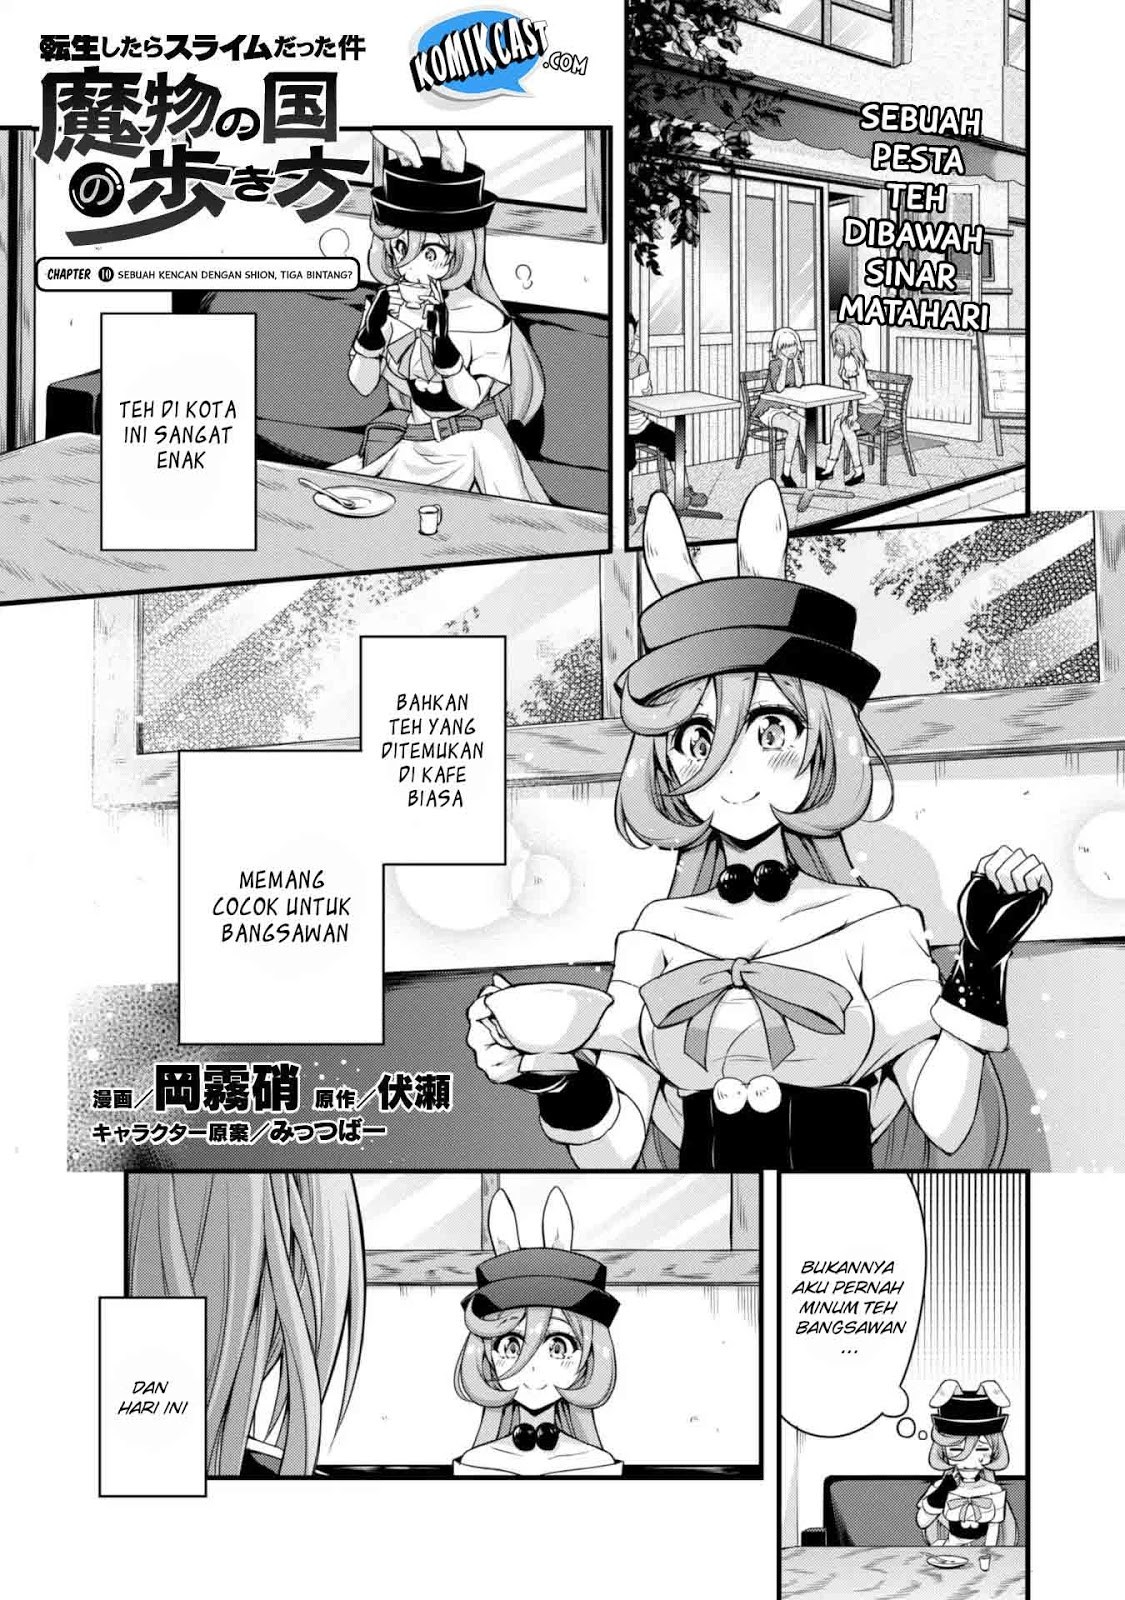 転生したらスライムだった件
魔物の国
の歩き方
KOMIKCAST
.COM
CHAPTER 10 SEBUAH KENCAN DENGAN SHION, TIGA BINTANG?
SEBUAH
PESTA
TEH
DIBAWAH
SINAR
MATAHARI
TEH DI KOTA
INI SANGAT
ENAK
BAHKAN
TEH YANG
DITEMUKAN
DI KAFE
BIASA
MEMANG
COCOK UNTUK
BANGSAWAN
漫画/岡霧硝 原作/伏瀬
キャラクター原案/みっつばー
BUKANNYA
AKU PERNAH
MINUM TEH
BANGSAWAN
...
DAN
HARI INI